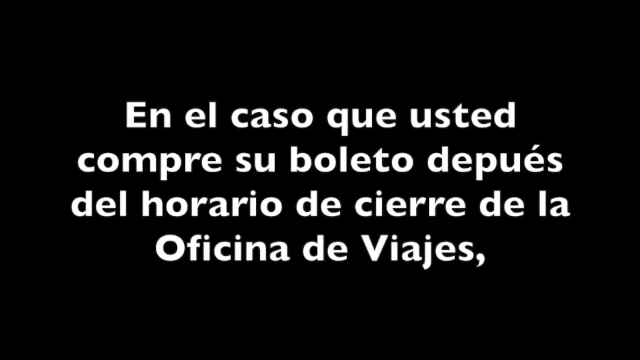 En el caso que usted
compre su boleto depués
del horario de cierre de la
Oficina de Viajes,